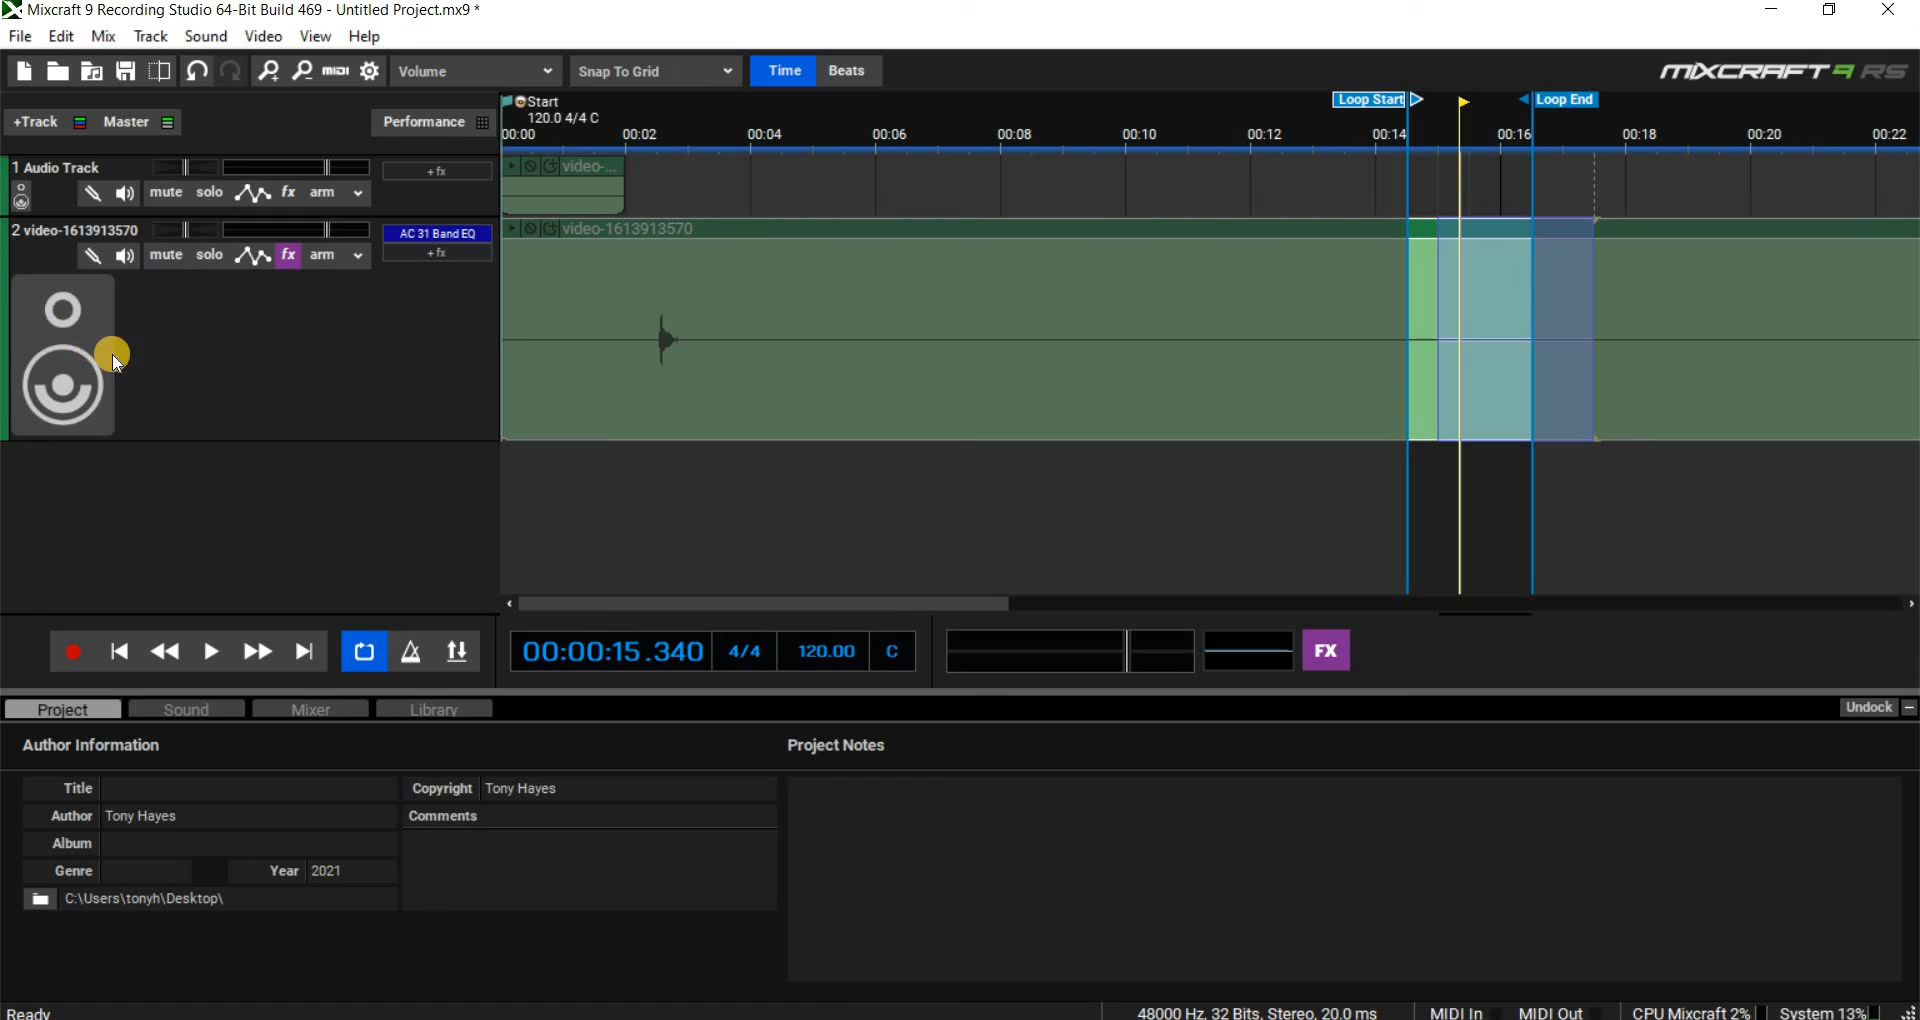 Mixcraft 9 Recording Studio 64-Bit Build 469 - Untitled Project.mx9 *
File Edit Mix Track Sound Video View Help
MIDI Volume Snap To Grid Time Beats MIXCRAFT 9 RS
+Track Master Performance
Start
120.0 4/4 C
Loop Start Loop End
00:00 00:02 00:04 00:06 00:08 00:10 00:12 00:14 00:16 00:18 00:20 00:22
1 Audio Track +fx video-...
mute solo fx arm
2 video-1613913570 AC 31 Band EQ video-1613913570
mute solo fx arm +fx
00:00:15.340 4/4 120.00 C FX
Project Sound Mixer Library Undock
Author Information Project Notes
Title Copyright Tony Hayes
Author Tony Hayes Comments
Album
Genre Year 2021
C:\Users\tonyh\Desktop\
Ready 48000 Hz, 32 Bits, Stereo, 20.0 ms MIDI In MIDI Out CPU Mixcraft 2% System 13%